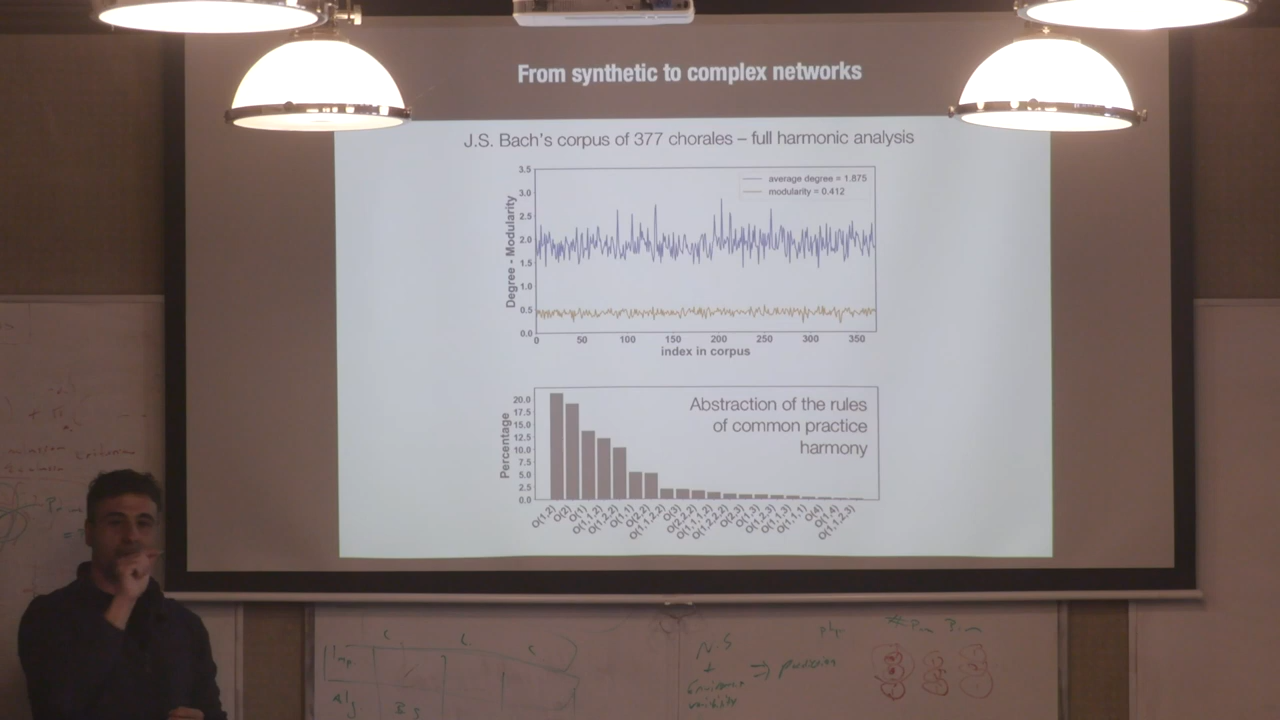 From synthetic to complex networks
J.S. Bach's corpus of 377 chorales – full harmonic analysis
Degree - Modularity
3.5
3.0
2.5
2.0
1.5
1.0
0.5
0.0
average degree = 1.875
modularity = 0.412
0 50 100 150 200 250 300 350
index in corpus
Percentage
20.0
17.5
15.0
12.5
10.0
7.5
5.0
2.5
0.0
Abstraction of the rules
of common practice
harmony
O(1,2) O(2) O(1) O(1,1,2) O(1,2,2) O(1,1) O(2,2) O(1,1,2,2) O(3) O(2,2,2) O(1,1,1,2) O(1,2,2,2) O(2,3) O(1,3) O(1,2,3) O(1,1,3) O(1,1,1) O(4) O(1,4) O(1,1,2,3)
N.S
+